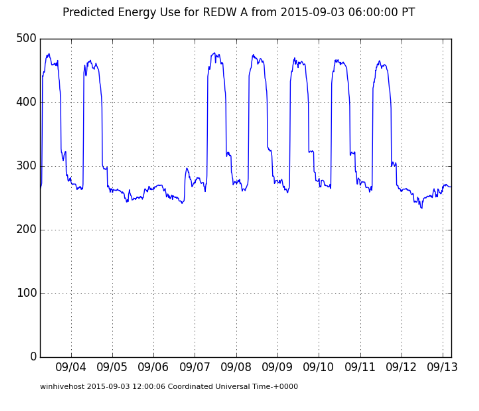 Predicted Energy Use for REDW A from 2015-09-03 06:00:00 PT
500
400
300
200
100
0
09/04 09/05 09/06 09/07 09/08 09/09 09/10 09/11 09/12 09/13
winhivehost 2015-09-03 12:00:06 Coordinated Universal Time-+0000